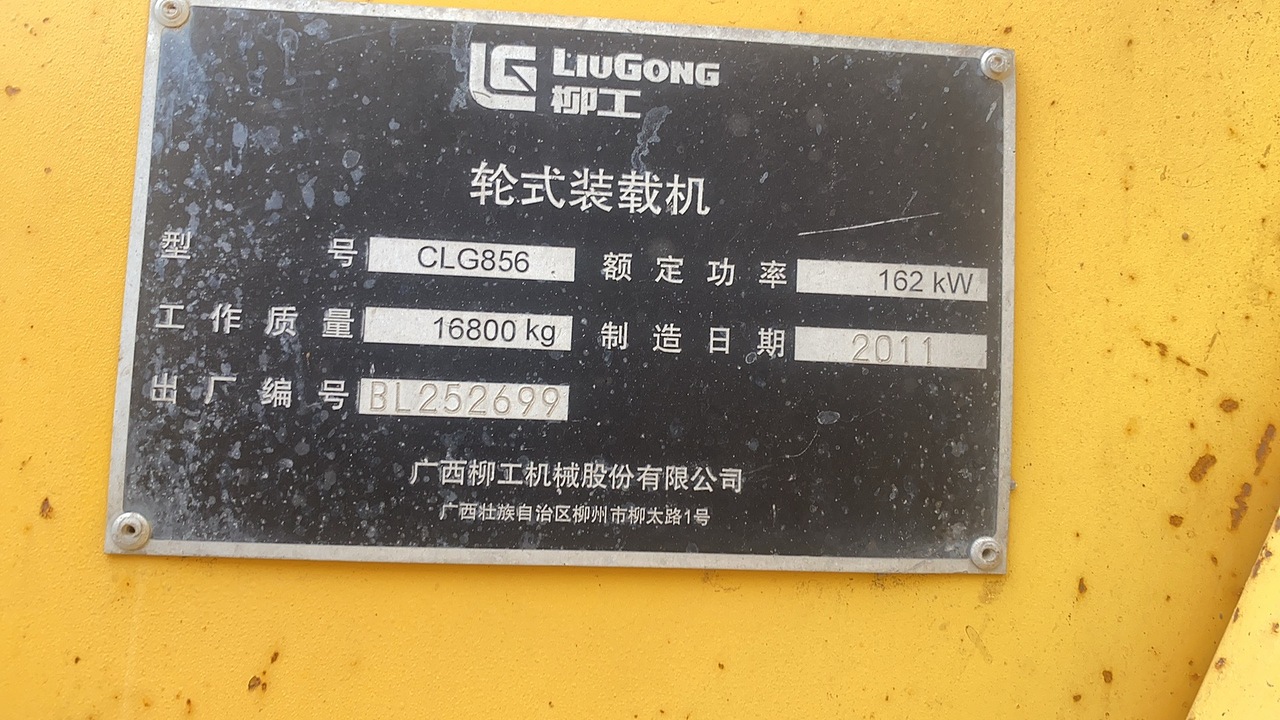 LG LIUGONG
柳工
轮式装载机
型号 CLG856 额定功率 162 kW
工作质量 16800 kg 制造日期 2011
出厂编号 BL252699
广西柳工机械股份有限公司
广西壮族自治区柳州市柳太路1号